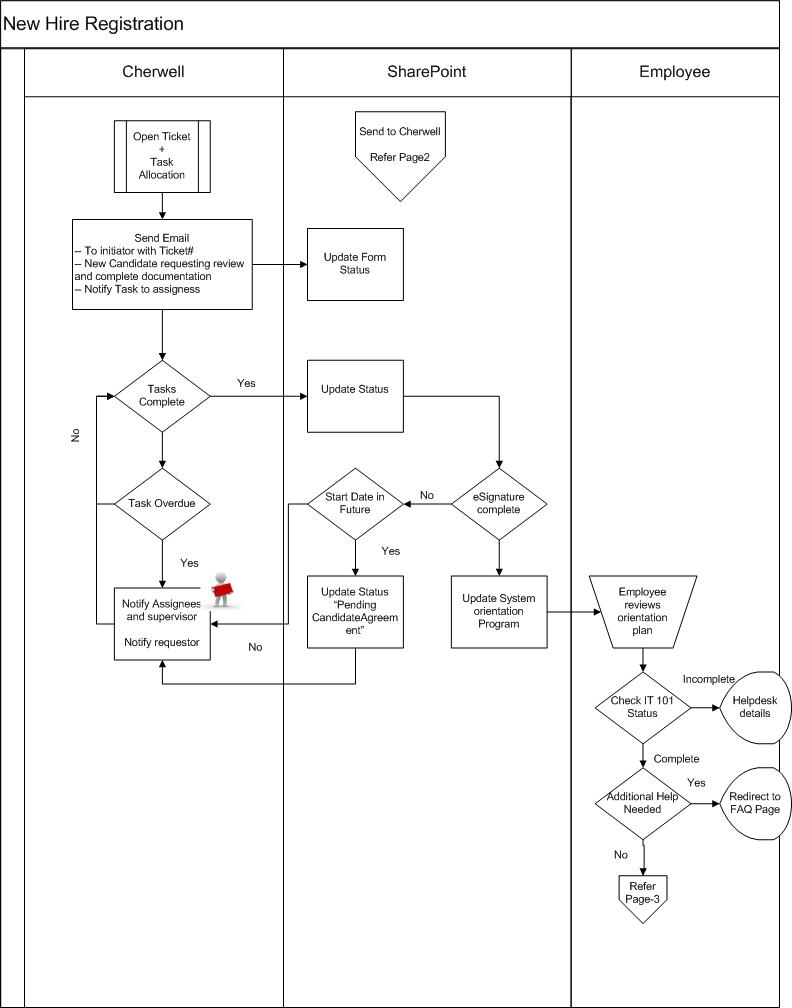 New Hire Registration
Cherwell
SharePoint
Employee
Open Ticket
+
Task
Allocation
Send to Cherwell
Refer Page2
Send Email
-- To initiator with Ticket#
-- New Candidate requesting review
and complete documentation
-- Notify Task to assigness
Update Form
Status
Tasks
Complete
Yes
Update Status
No
Task Overdue
Start Date in
Future
No
eSignature
complete
Yes
Yes
Notify Assignees
and supervisor
Notify requestor
Update Status
"Pending
CandidateAgreem
ent"
Update System
orientation
Program
Employee
reviews
orientation
plan
No
Incomplete
Check IT 101
Status
Helpdesk
details
Complete
Yes
Additional Help
Needed
Redirect to
FAQ Page
No
Refer
Page-3